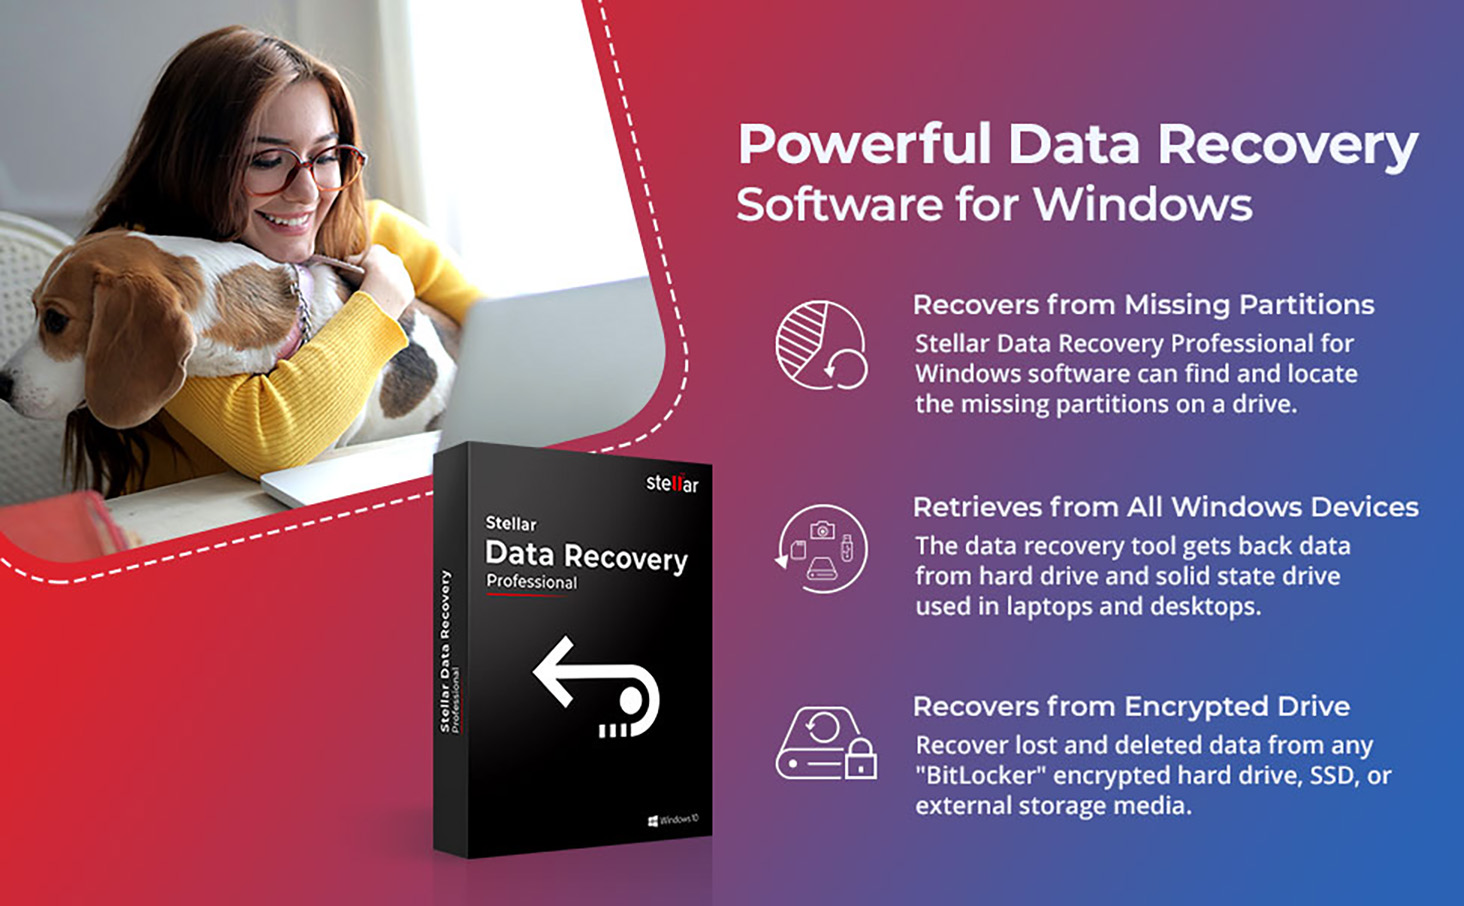 Powerful Data Recovery
Software for Windows
Recovers from Missing Partitions
Stellar Data Recovery Professional for
Windows software can find and locate
the missing partitions on a drive.
Retrieves from All Windows Devices
The data recovery tool gets back data
from hard drive and solid state drive
used in laptops and desktops.
Recovers from Encrypted Drive
Recover lost and deleted data from any
"BitLocker" encrypted hard drive, SSD, or
external storage media.
stellar
Stellar
Data Recovery
Professional
Windows 10
Stellar Data Recovery
Professional